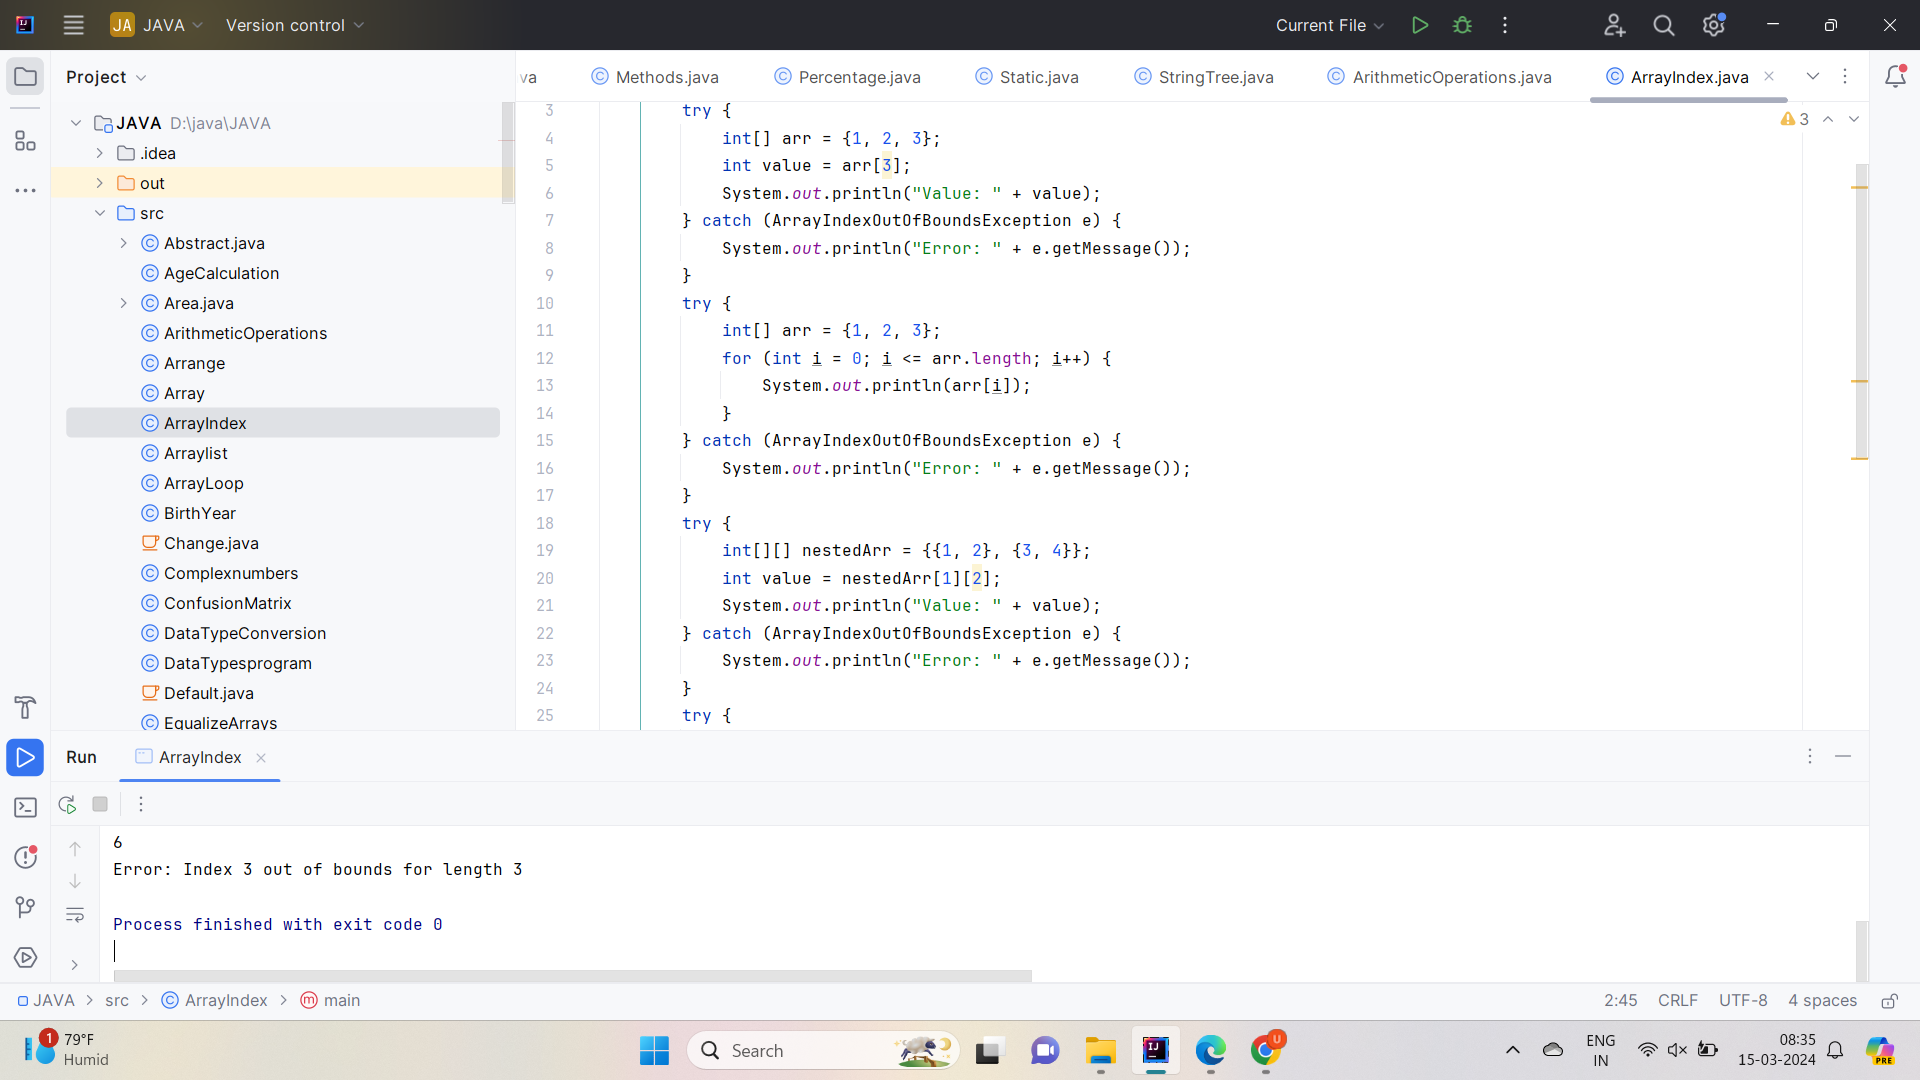 JA JAVA Version control Current File
Project
va Methods.java Percentage.java Static.java StringTree.java ArithmeticOperations.java ArrayIndex.java
JAVA D:\java\JAVA
.idea
out
src
Abstract.java
AgeCalculation
Area.java
ArithmeticOperations
Arrange
Array
ArrayIndex
Arraylist
ArrayLoop
BirthYear
Change.java
Complexnumbers
ConfusionMatrix
DataTypeConversion
DataTypesprogram
Default.java
EqualizeArrays
3
3 try {
4 int[] arr = {1, 2, 3};
5 int value = arr[3];
6 System.out.println("Value: " + value);
7 } catch (ArrayIndexOutOfBoundsException e) {
8 System.out.println("Error: " + e.getMessage());
9 }
10 try {
11 int[] arr = {1, 2, 3};
12 for (int i = 0; i <= arr.length; i++) {
13 System.out.println(arr[i]);
14 }
15 } catch (ArrayIndexOutOfBoundsException e) {
16 System.out.println("Error: " + e.getMessage());
17 }
18 try {
19 int[][] nestedArr = {{1, 2}, {3, 4}};
20 int value = nestedArr[1][2];
21 System.out.println("Value: " + value);
22 } catch (ArrayIndexOutOfBoundsException e) {
23 System.out.println("Error: " + e.getMessage());
24 }
25 try {
Run ArrayIndex
6
Error: Index 3 out of bounds for length 3
Process finished with exit code 0
JAVA > src > ArrayIndex > main 2:45 CRLF UTF-8 4 spaces
1 79°F
Humid
Search
ENG
IN
08:35
15-03-2024
PRE